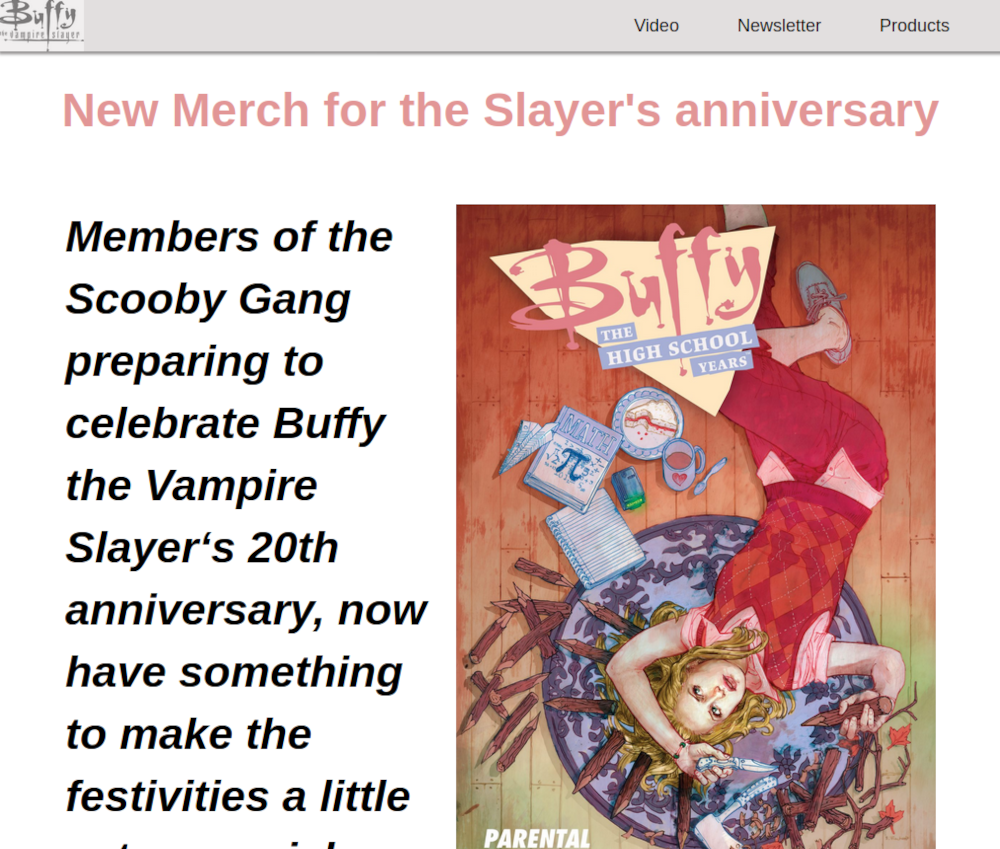 Buffy
the vampire slayer
Video Newsletter Products
New Merch for the Slayer's anniversary
Members of the
Scooby Gang
preparing to
celebrate Buffy
the Vampire
Slayer‘s 20th
anniversary, now
have something
to make the
festivities a little
Buffy
THE
HIGH SCHOOL
YEARS
MATH
π
PARENTAL